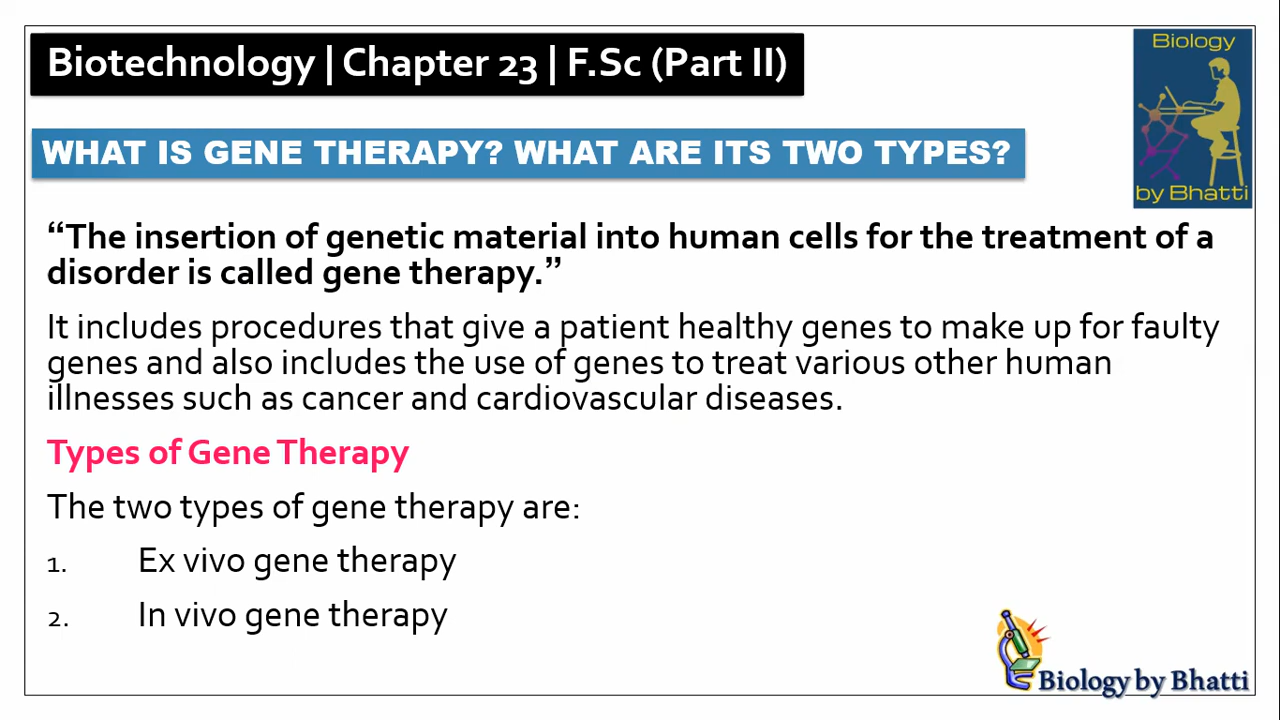 Biotechnology | Chapter 23 | F.Sc (Part II)
Biology
by Bhatti
WHAT IS GENE THERAPY? WHAT ARE ITS TWO TYPES?
“The insertion of genetic material into human cells for the treatment of a
disorder is called gene therapy.”
It includes procedures that give a patient healthy genes to make up for faulty
genes and also includes the use of genes to treat various other human
illnesses such as cancer and cardiovascular diseases.
Types of Gene Therapy
The two types of gene therapy are:
1. Ex vivo gene therapy
2. In vivo gene therapy
Biology by Bhatti